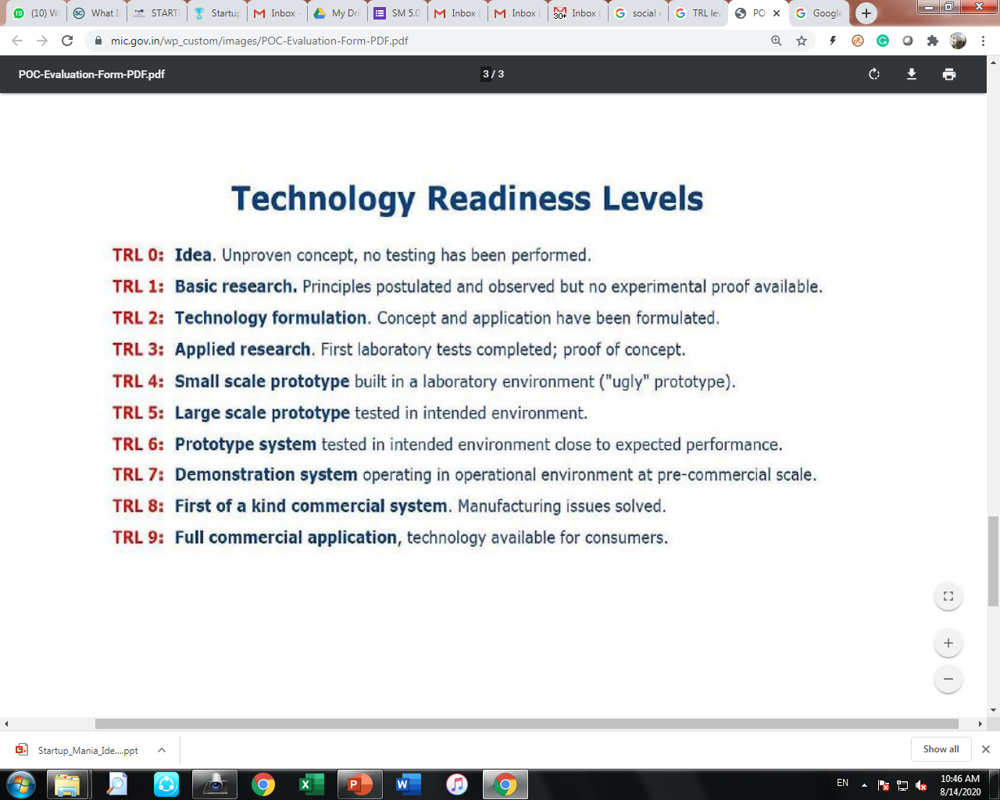 (10) W
What I
START
Startup
Inbox -
My Dri
SM 5.0
Inbox (
Inbox (
30+
Inbox (
social e
TRL lev
PO
Google
mic.gov.in/wp_custom/images/POC-Evaluation-Form-PDF.pdf
POC-Evaluation-Form-PDF.pdf
3 / 3
Technology Readiness Levels
TRL 0: Idea. Unproven concept, no testing has been performed.
TRL 1: Basic research. Principles postulated and observed but no experimental proof available.
TRL 2: Technology formulation. Concept and application have been formulated.
TRL 3: Applied research. First laboratory tests completed; proof of concept.
TRL 4: Small scale prototype built in a laboratory environment ("ugly" prototype).
TRL 5: Large scale prototype tested in intended environment.
TRL 6: Prototype system tested in intended environment close to expected performance.
TRL 7: Demonstration system operating in operational environment at pre-commercial scale.
TRL 8: First of a kind commercial system. Manufacturing issues solved.
TRL 9: Full commercial application, technology available for consumers.
Startup_Mania_Ide....ppt
Show all
EN
10:46 AM
8/14/2020